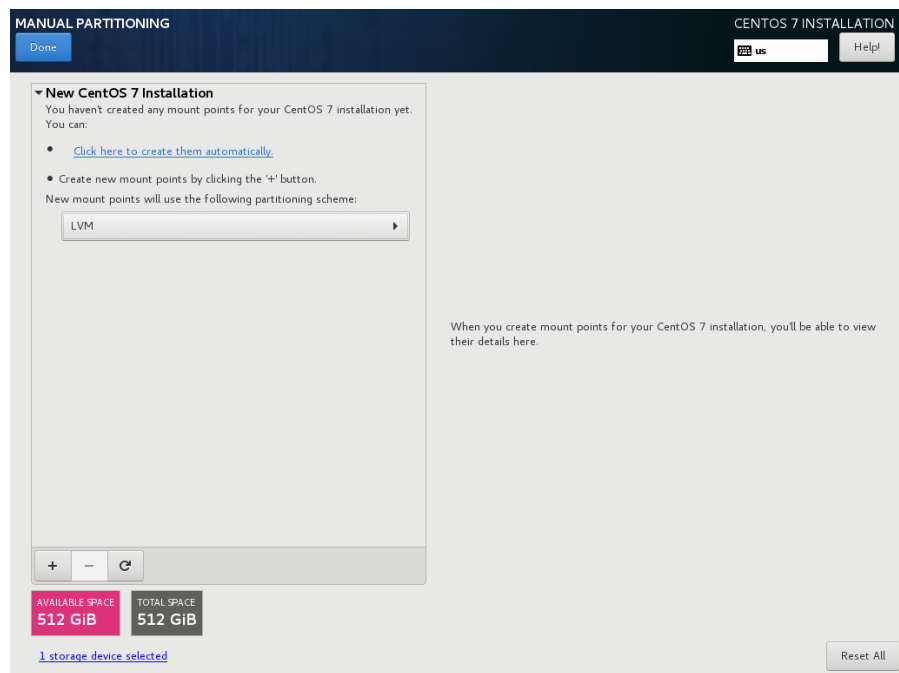 MANUAL PARTITIONING
CENTOS 7 INSTALLATION
Done
us
Help!
New CentOS 7 Installation
You haven't created any mount points for your CentOS 7 installation yet.
You can:
• Click here to create them automatically.
• Create new mount points by clicking the '+' button.
New mount points will use the following partitioning scheme:
LVM
When you create mount points for your CentOS 7 installation, you'll be able to view
their details here.
+ −
AVAILABLE SPACE
512 GiB
TOTAL SPACE
512 GiB
1 storage device selected
Reset All